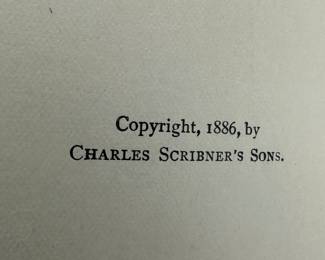 Copyright, 1886, by
CHARLES SCRIBNER'S SONS.